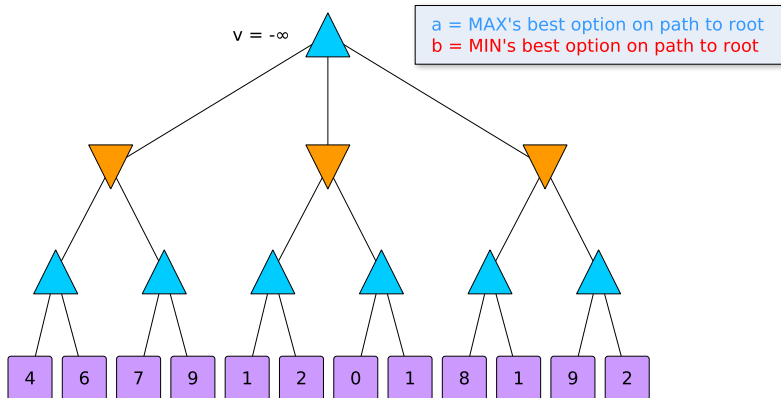 a = MAX's best option on path to root
b = MIN's best option on path to root
v = -∞
4 6 7 9 1 2 0 1 8 1 9 2